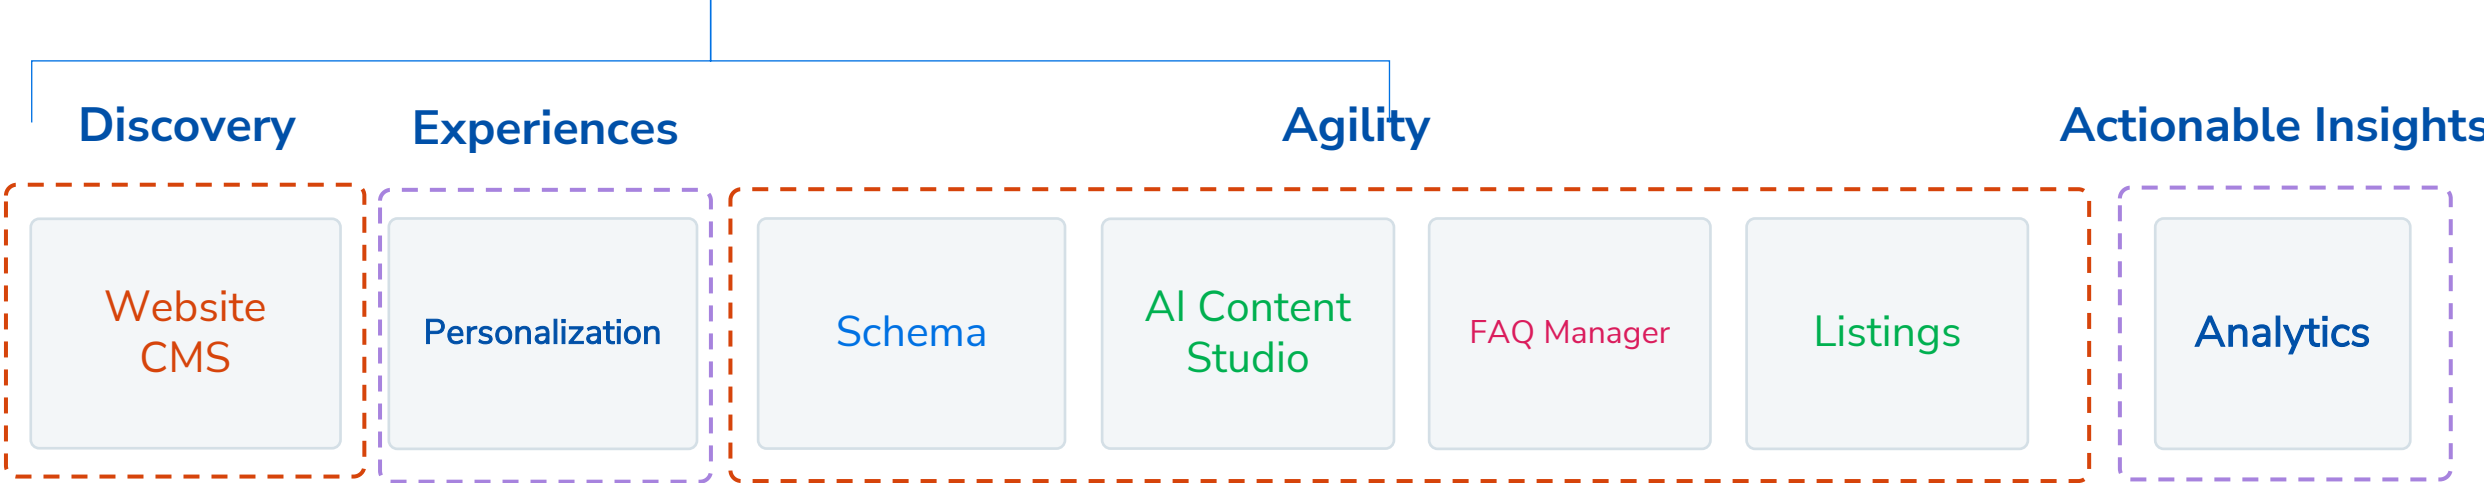 Discovery
Experiences
Agility
Actionable Insights
Website
CMS
Personalization
Schema
AI Content
Studio
FAQ Manager
Listings
Analytics